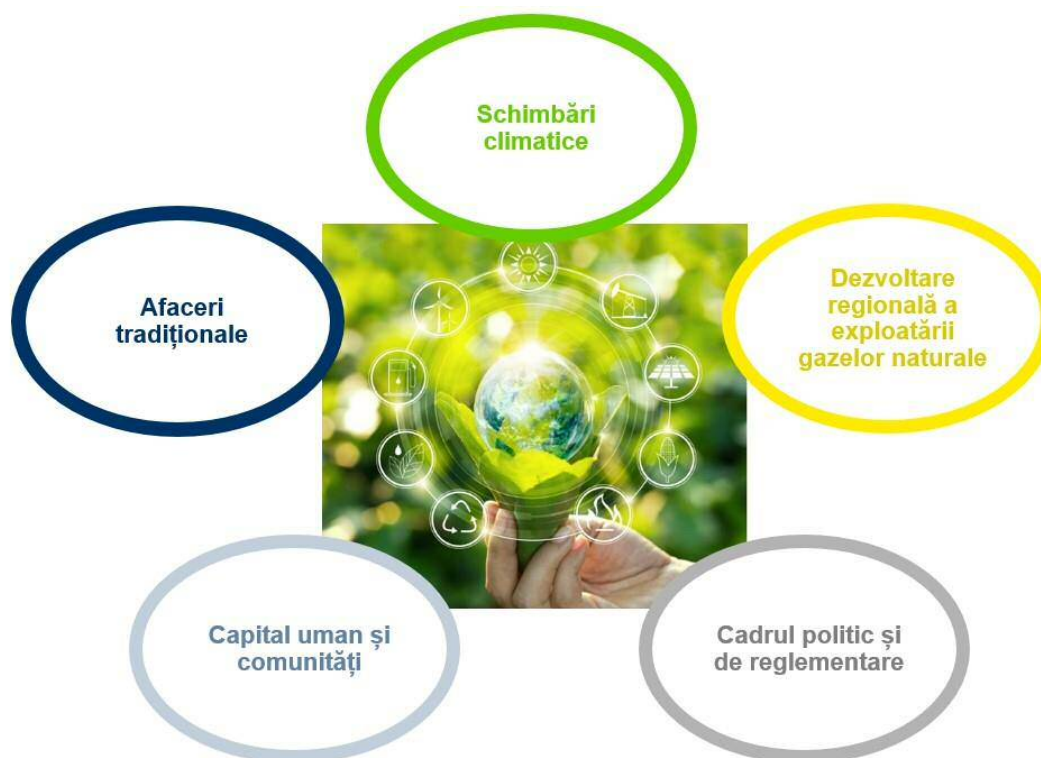 Schimbări
climatice
Afaceri
tradiționale
Dezvoltare
regională a
exploatării
gazelor naturale
Capital uman și
comunități
Cadrul politic și
de reglementare